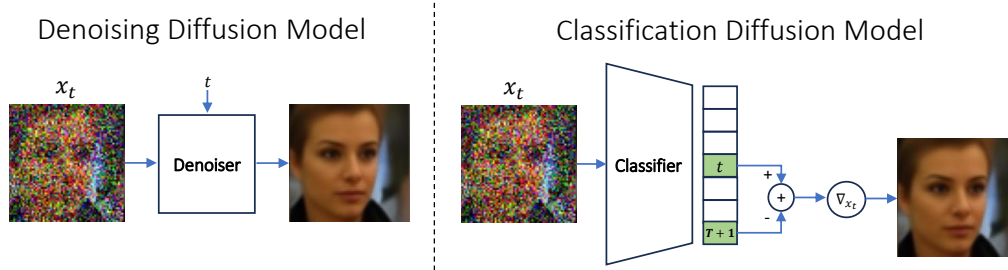 Denoising Diffusion Model
x_t
t
Denoiser
Classification Diffusion Model
x_t
Classifier
t
T + 1
+
-
+
∇_{x_t}